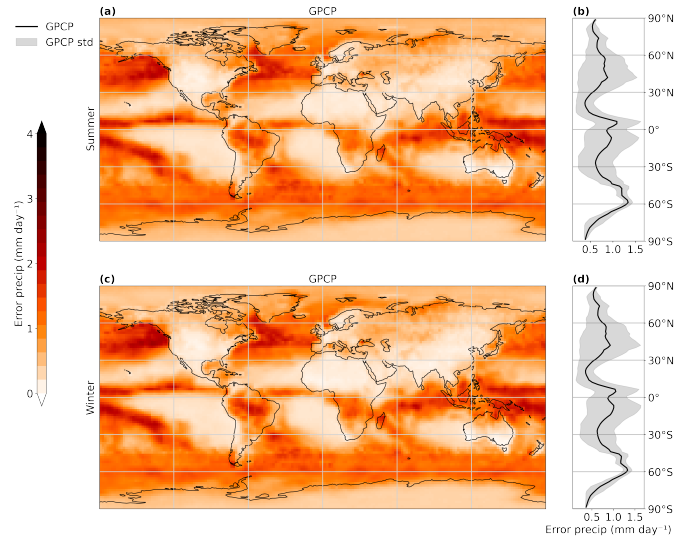 (a)
GPCP
(b)
GPCP
GPCP std
90°N
60°N
30°N
0°
30°S
60°S
90°S
0.5 1.0 1.5
Summer
4
3
2
1
0
Error precip (mm day⁻¹)
(c)
GPCP
(d)
90°N
60°N
30°N
0°
30°S
60°S
90°S
Winter
0.5 1.0 1.5
Error precip (mm day⁻¹)